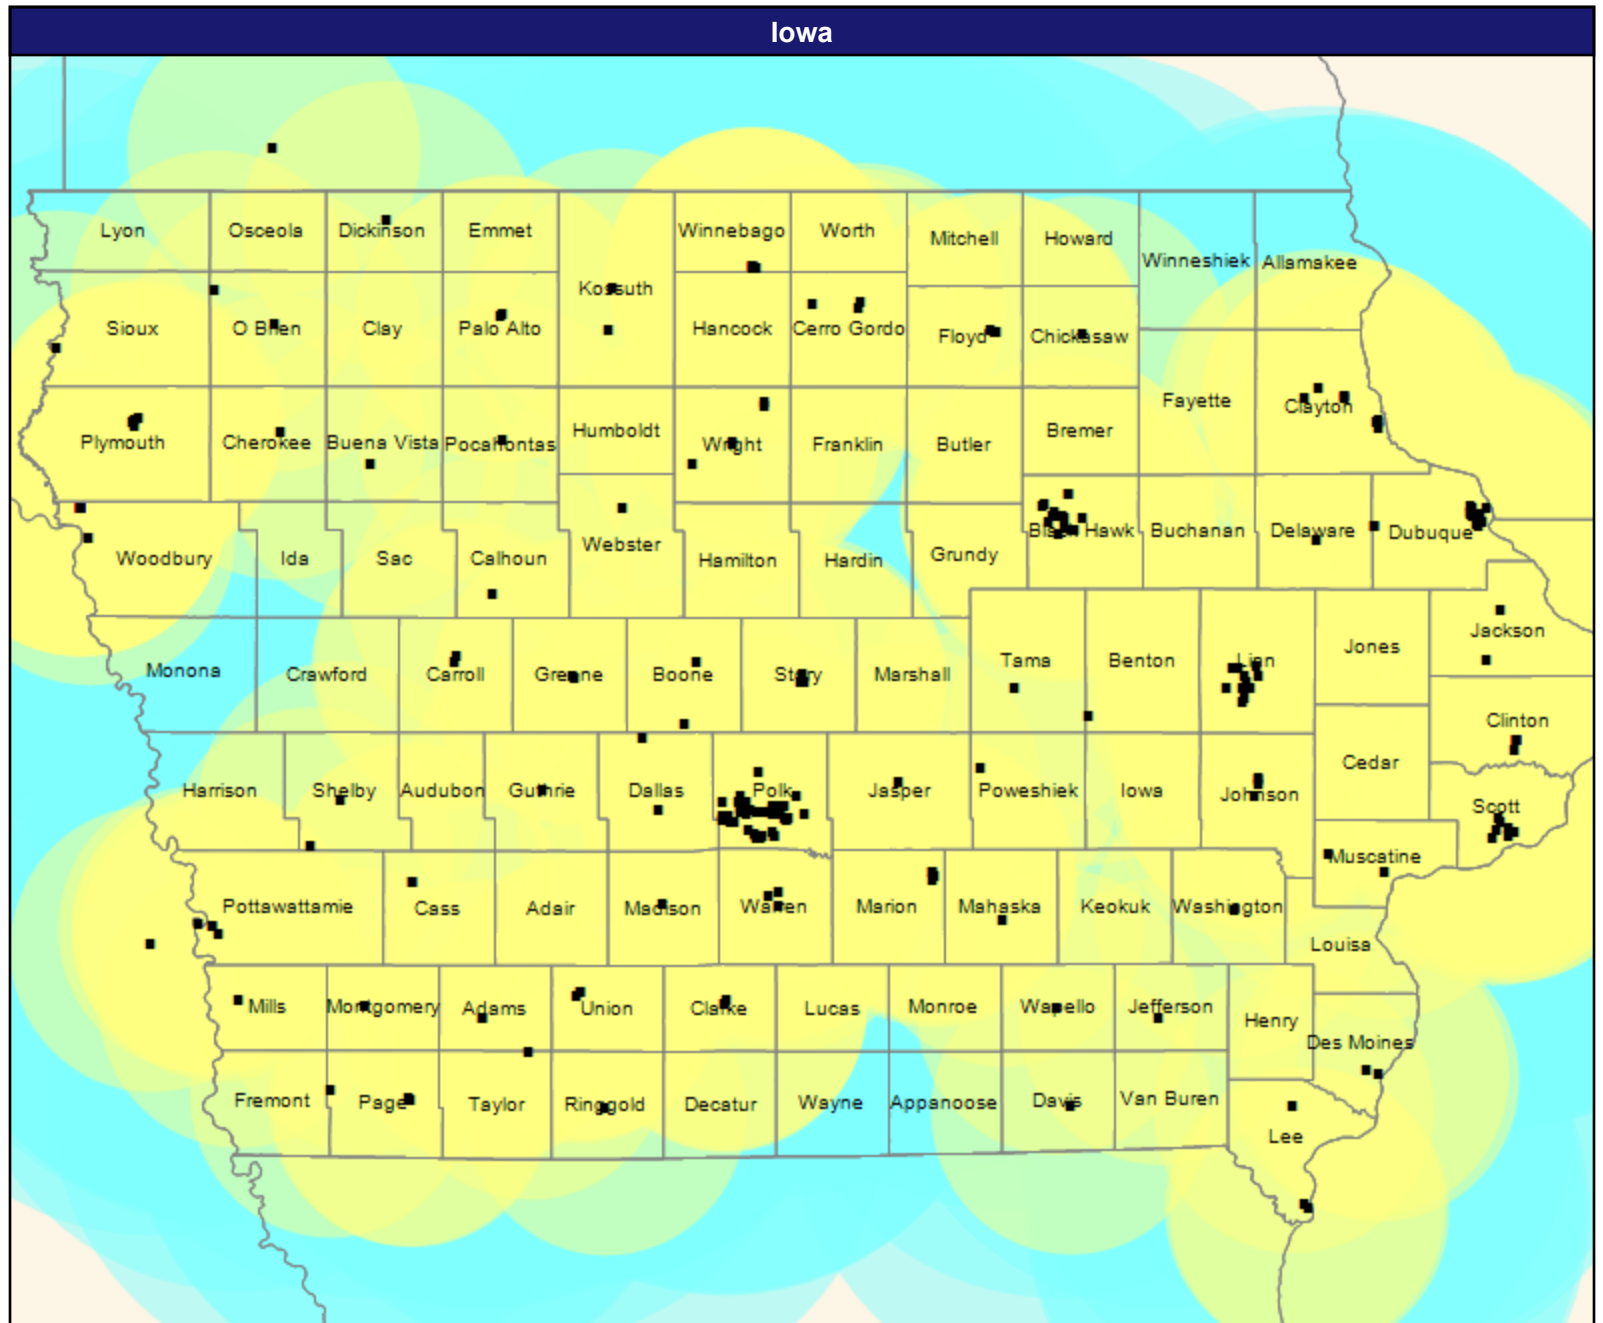 Iowa
Lyon
Osceola
Dickinson
Emmet
Winnebago
Worth
Mitchell
Howard
Winneshiek
Allamakee
Kossuth
Sioux
O Brien
Clay
Palo Alto
Hancock
Cerro Gordo
Floyd
Chickasaw
Fayette
Clayton
Plymouth
Cherokee
Buena Vista
Pocahontas
Humboldt
Wright
Franklin
Butler
Bremer
Woodbury
Ida
Sac
Calhoun
Webster
Hamilton
Hardin
Grundy
Black Hawk
Buchanan
Delaware
Dubuque
Monona
Crawford
Carroll
Greene
Boone
Story
Marshall
Tama
Benton
Linn
Jones
Jackson
Clinton
Cedar
Harrison
Shelby
Audubon
Guthrie
Dallas
Polk
Jasper
Poweshiek
Iowa
Johnson
Scott
Muscatine
Pottawattamie
Cass
Adair
Madison
Warren
Marion
Mahaska
Keokuk
Washington
Louisa
Mills
Montgomery
Adams
Union
Clarke
Lucas
Monroe
Wapello
Jefferson
Henry
Des Moines
Fremont
Page
Taylor
Ringgold
Decatur
Wayne
Appanoose
Davis
Van Buren
Lee